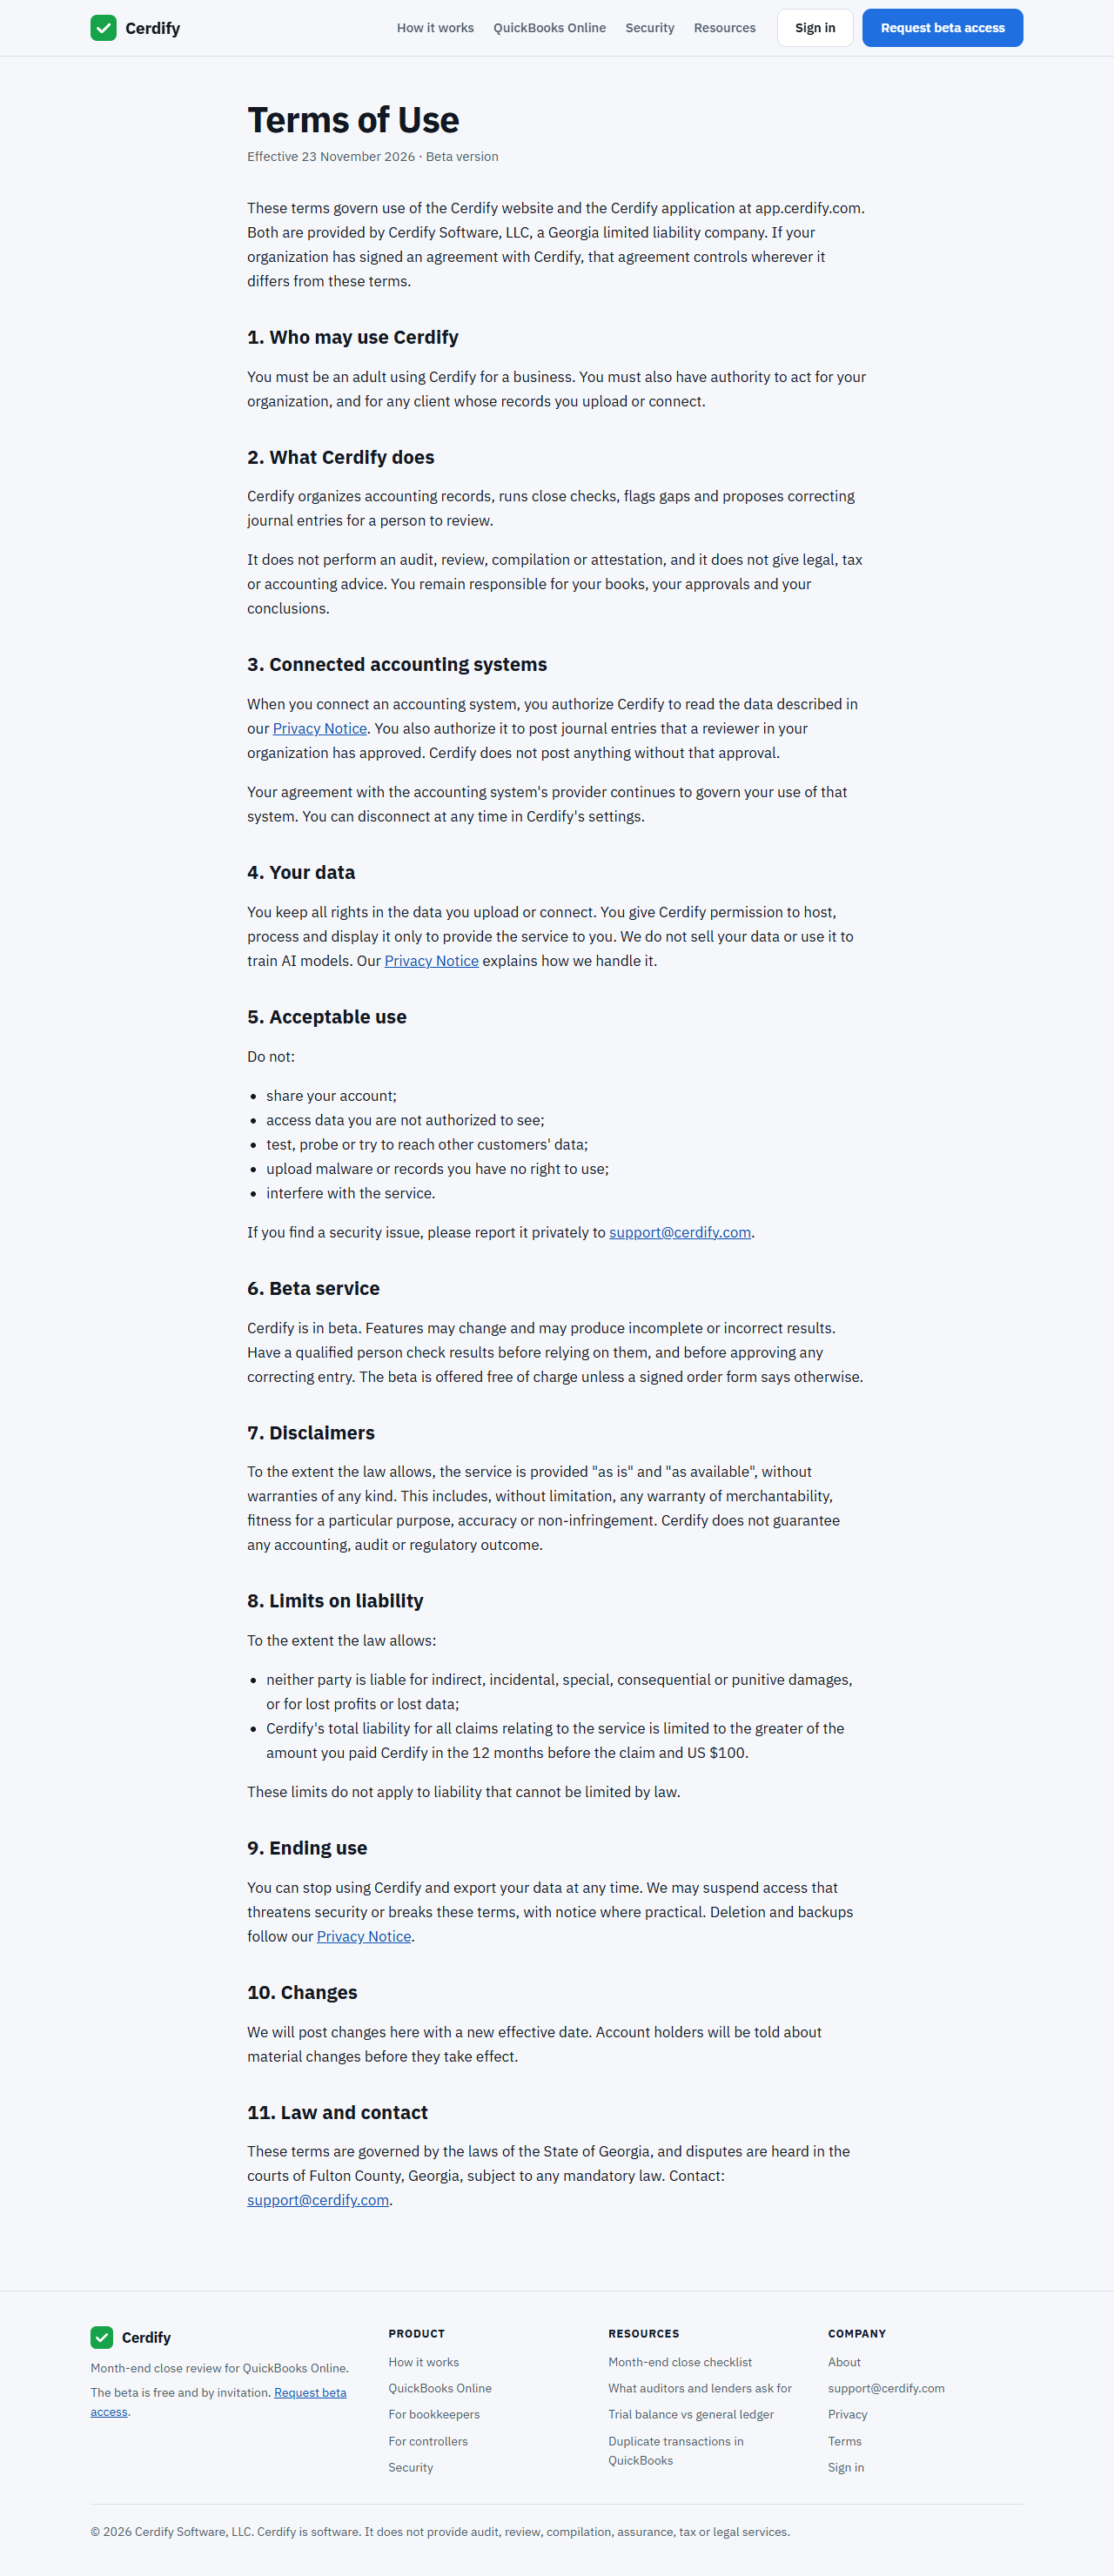 Cerdify
How it works
QuickBooks Online
Security
Resources
Sign in
Request beta access
Terms of Use
Effective 23 November 2026 · Beta version
These terms govern use of the Cerdify website and the Cerdify application at app.cerdify.com.
Both are provided by Cerdify Software, LLC, a Georgia limited liability company. If your
organization has signed an agreement with Cerdify, that agreement controls wherever it
differs from these terms.
1. Who may use Cerdify
You must be an adult using Cerdify for a business. You must also have authority to act for your
organization, and for any client whose records you upload or connect.
2. What Cerdify does
Cerdify organizes accounting records, runs close checks, flags gaps and proposes correcting
journal entries for a person to review.
It does not perform an audit, review, compilation or attestation, and it does not give legal, tax
or accounting advice. You remain responsible for your books, your approvals and your
conclusions.
3. Connected accounting systems
When you connect an accounting system, you authorize Cerdify to read the data described in
our Privacy Notice. You also authorize it to post journal entries that a reviewer in your
organization has approved. Cerdify does not post anything without that approval.
Your agreement with the accounting system's provider continues to govern your use of that
system. You can disconnect at any time in Cerdify's settings.
4. Your data
You keep all rights in the data you upload or connect. You give Cerdify permission to host,
process and display it only to provide the service to you. We do not sell your data or use it to
train AI models. Our Privacy Notice explains how we handle it.
5. Acceptable use
Do not:
• share your account;
• access data you are not authorized to see;
• test, probe or try to reach other customers' data;
• upload malware or records you have no right to use;
• interfere with the service.
If you find a security issue, please report it privately to support@cerdify.com.
6. Beta service
Cerdify is in beta. Features may change and may produce incomplete or incorrect results.
Have a qualified person check results before relying on them, and before approving any
correcting entry. The beta is offered free of charge unless a signed order form says otherwise.
7. Disclaimers
To the extent the law allows, the service is provided "as is" and "as available", without
warranties of any kind. This includes, without limitation, any warranty of merchantability,
fitness for a particular purpose, accuracy or non-infringement. Cerdify does not guarantee
any accounting, audit or regulatory outcome.
8. Limits on liability
To the extent the law allows:
• neither party is liable for indirect, incidental, special, consequential or punitive damages,
or for lost profits or lost data;
• Cerdify's total liability for all claims relating to the service is limited to the greater of the
amount you paid Cerdify in the 12 months before the claim and US $100.
These limits do not apply to liability that cannot be limited by law.
9. Ending use
You can stop using Cerdify and export your data at any time. We may suspend access that
threatens security or breaks these terms, with notice where practical. Deletion and backups
follow our Privacy Notice.
10. Changes
We will post changes here with a new effective date. Account holders will be told about
material changes before they take effect.
11. Law and contact
These terms are governed by the laws of the State of Georgia, and disputes are heard in the
courts of Fulton County, Georgia, subject to any mandatory law. Contact:
support@cerdify.com.
Cerdify
Month-end close review for QuickBooks Online.
The beta is free and by invitation. Request beta
access.
PRODUCT
How it works
QuickBooks Online
For bookkeepers
For controllers
Security
RESOURCES
Month-end close checklist
What auditors and lenders ask for
Trial balance vs general ledger
Duplicate transactions in
QuickBooks
COMPANY
About
support@cerdify.com
Privacy
Terms
Sign in
© 2026 Cerdify Software, LLC. Cerdify is software. It does not provide audit, review, compilation, assurance, tax or legal services.